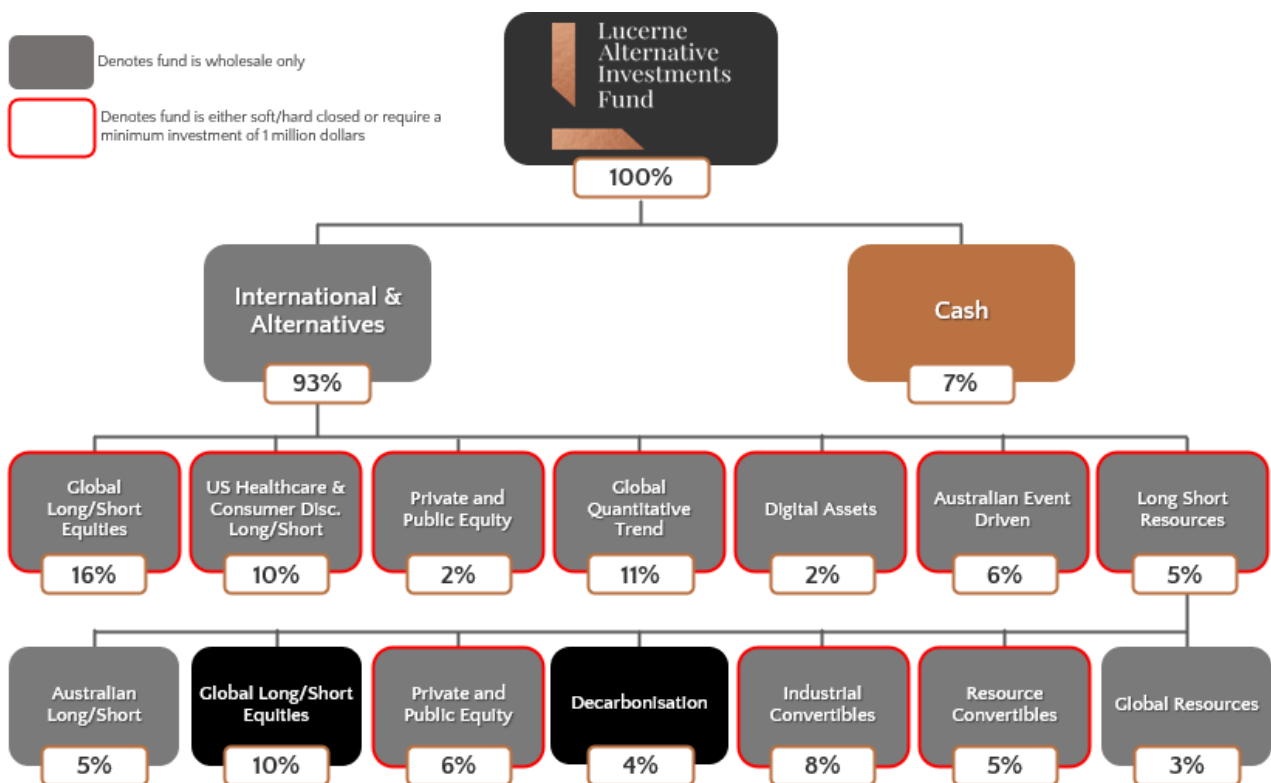 Denotes fund is wholesale only
Denotes fund is either soft/hard closed or require a
minimum investment of 1 million dollars
Lucerne
Alternative
Investments
Fund
100%
International &
Alternatives
93%
Cash
7%
Global
Long/Short
Equities
16%
US Healthcare &
Consumer Disc.
Long/Short
10%
Private and
Public Equity
2%
Global
Quantitative
Trend
11%
Digital Assets
2%
Australian Event
Driven
6%
Long Short
Resources
5%
Australian
Long/Short
5%
Global Long/Short
Equities
10%
Private and
Public Equity
6%
Decarbonisation
4%
Industrial
Convertibles
8%
Resource
Convertibles
5%
Global Resources
3%